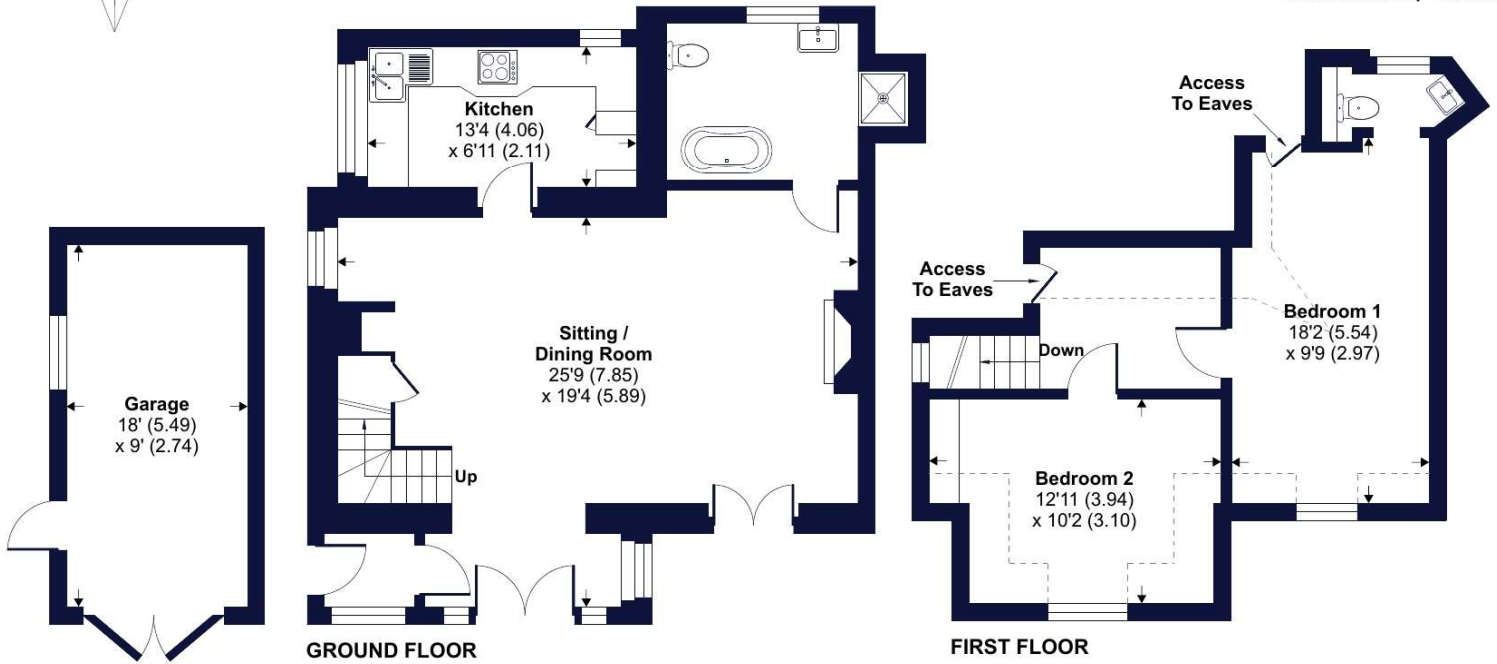 Kitchen
13'4 (4.06)
x 6'11 (2.11)
Access
To Eaves
Garage
18' (5.49)
x 9' (2.74)
Sitting /
Dining Room
25'9 (7.85)
x 19'4 (5.89)
Up
Access
To Eaves
Down
Bedroom 1
18'2 (5.54)
x 9'9 (2.97)
Bedroom 2
12'11 (3.94)
x 10'2 (3.10)
GROUND FLOOR
FIRST FLOOR